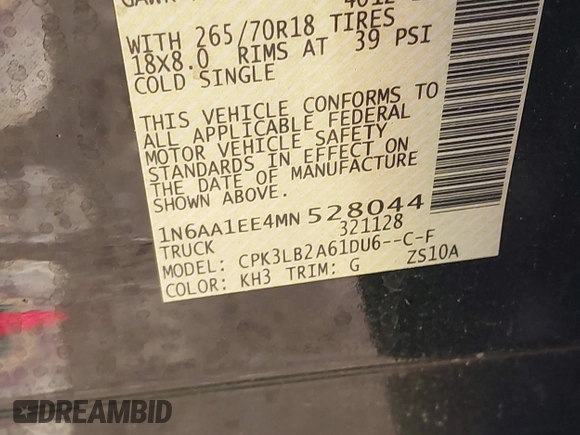 WITH 265/70R18 TIRES
18X8.0 RIMS AT 39 PSI
COLD SINGLE
THIS VEHICLE CONFORMS TO
ALL APPLICABLE FEDERAL
MOTOR VEHICLE SAFETY
STANDARDS IN EFFECT ON
THE DATE OF MANUFACTURE
SHOWN ABOVE.
1N6AA1EE4MN 528044
321128
TRUCK
MODEL: CPK3LB2A61DU6--C-F
COLOR: KH3 TRIM: G ZS10A
DREAMBID